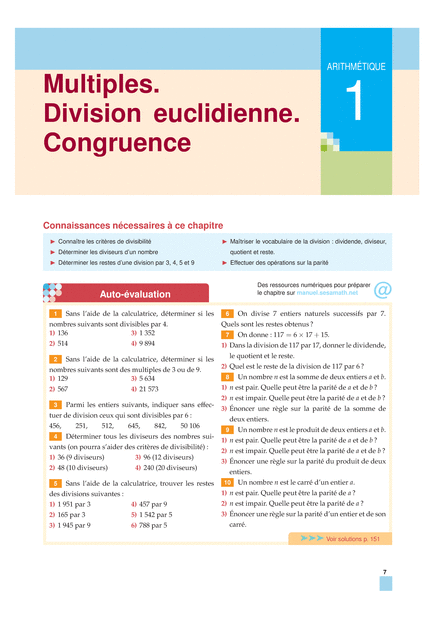 ARITHMÉTIQUE
1
Multiples.
Division euclidienne.
Congruence
Connaissances nécessaires à ce chapitre
▶ Connaître les critères de divisibilité
▶ Déterminer les diviseurs d'un nombre
▶ Déterminer les restes d'une division par 3, 4, 5 et 9
▶ Maîtriser le vocabulaire de la division : dividende, diviseur,
quotient et reste.
▶ Effectuer des opérations sur la parité
Auto-évaluation
Des ressources numériques pour préparer
le chapitre sur manuel.sesamath.net
@
1 Sans l'aide de la calculatrice, déterminer si les
nombres suivants sont divisibles par 4.
1) 136 3) 1 352
2) 514 4) 9 894
2 Sans l'aide de la calculatrice, déterminer si les
nombres suivants sont des multiples de 3 ou de 9.
1) 129 3) 5 634
2) 567 4) 21 573
3 Parmi les entiers suivants, indiquer sans effec-
tuer de division ceux qui sont divisibles par 6 :
456, 251, 512, 645, 842, 50 106
4 Déterminer tous les diviseurs des nombres sui-
vants (on pourra s'aider des critères de divisibilité) :
1) 36 (9 diviseurs) 3) 96 (12 diviseurs)
2) 48 (10 diviseurs) 4) 240 (20 diviseurs)
5 Sans l'aide de la calculatrice, trouver les restes
des divisions suivantes :
1) 1 951 par 3 4) 457 par 9
2) 165 par 3 5) 1 542 par 5
3) 1 945 par 9 6) 788 par 5
6 On divise 7 entiers naturels successifs par 7.
Quels sont les restes obtenus ?
7 On donne : 117 = 6 × 17 + 15.
1) Dans la division de 117 par 17, donner le dividende,
le quotient et le reste.
2) Quel est le reste de la division de 117 par 6 ?
8 Un nombre n est la somme de deux entiers a et b.
1) n est pair. Quelle peut être la parité de a et de b ?
2) n est impair. Quelle peut être la parité de a et de b ?
3) Énoncer une règle sur la parité de la somme de
deux entiers.
9 Un nombre n est le produit de deux entiers a et b.
1) n est pair. Quelle peut être la parité de a et de b ?
2) n est impair. Quelle peut être la parité de a et de b ?
3) Énoncer une règle sur la parité du produit de deux
entiers.
10 Un nombre n est le carré d'un entier a.
1) n est pair. Quelle peut être la parité de a ?
2) n est impair. Quelle peut être la parité de a ?
3) Énoncer une règle sur la parité d'un entier et de son
carré.
➤➤➤ Voir solutions p. 151
7